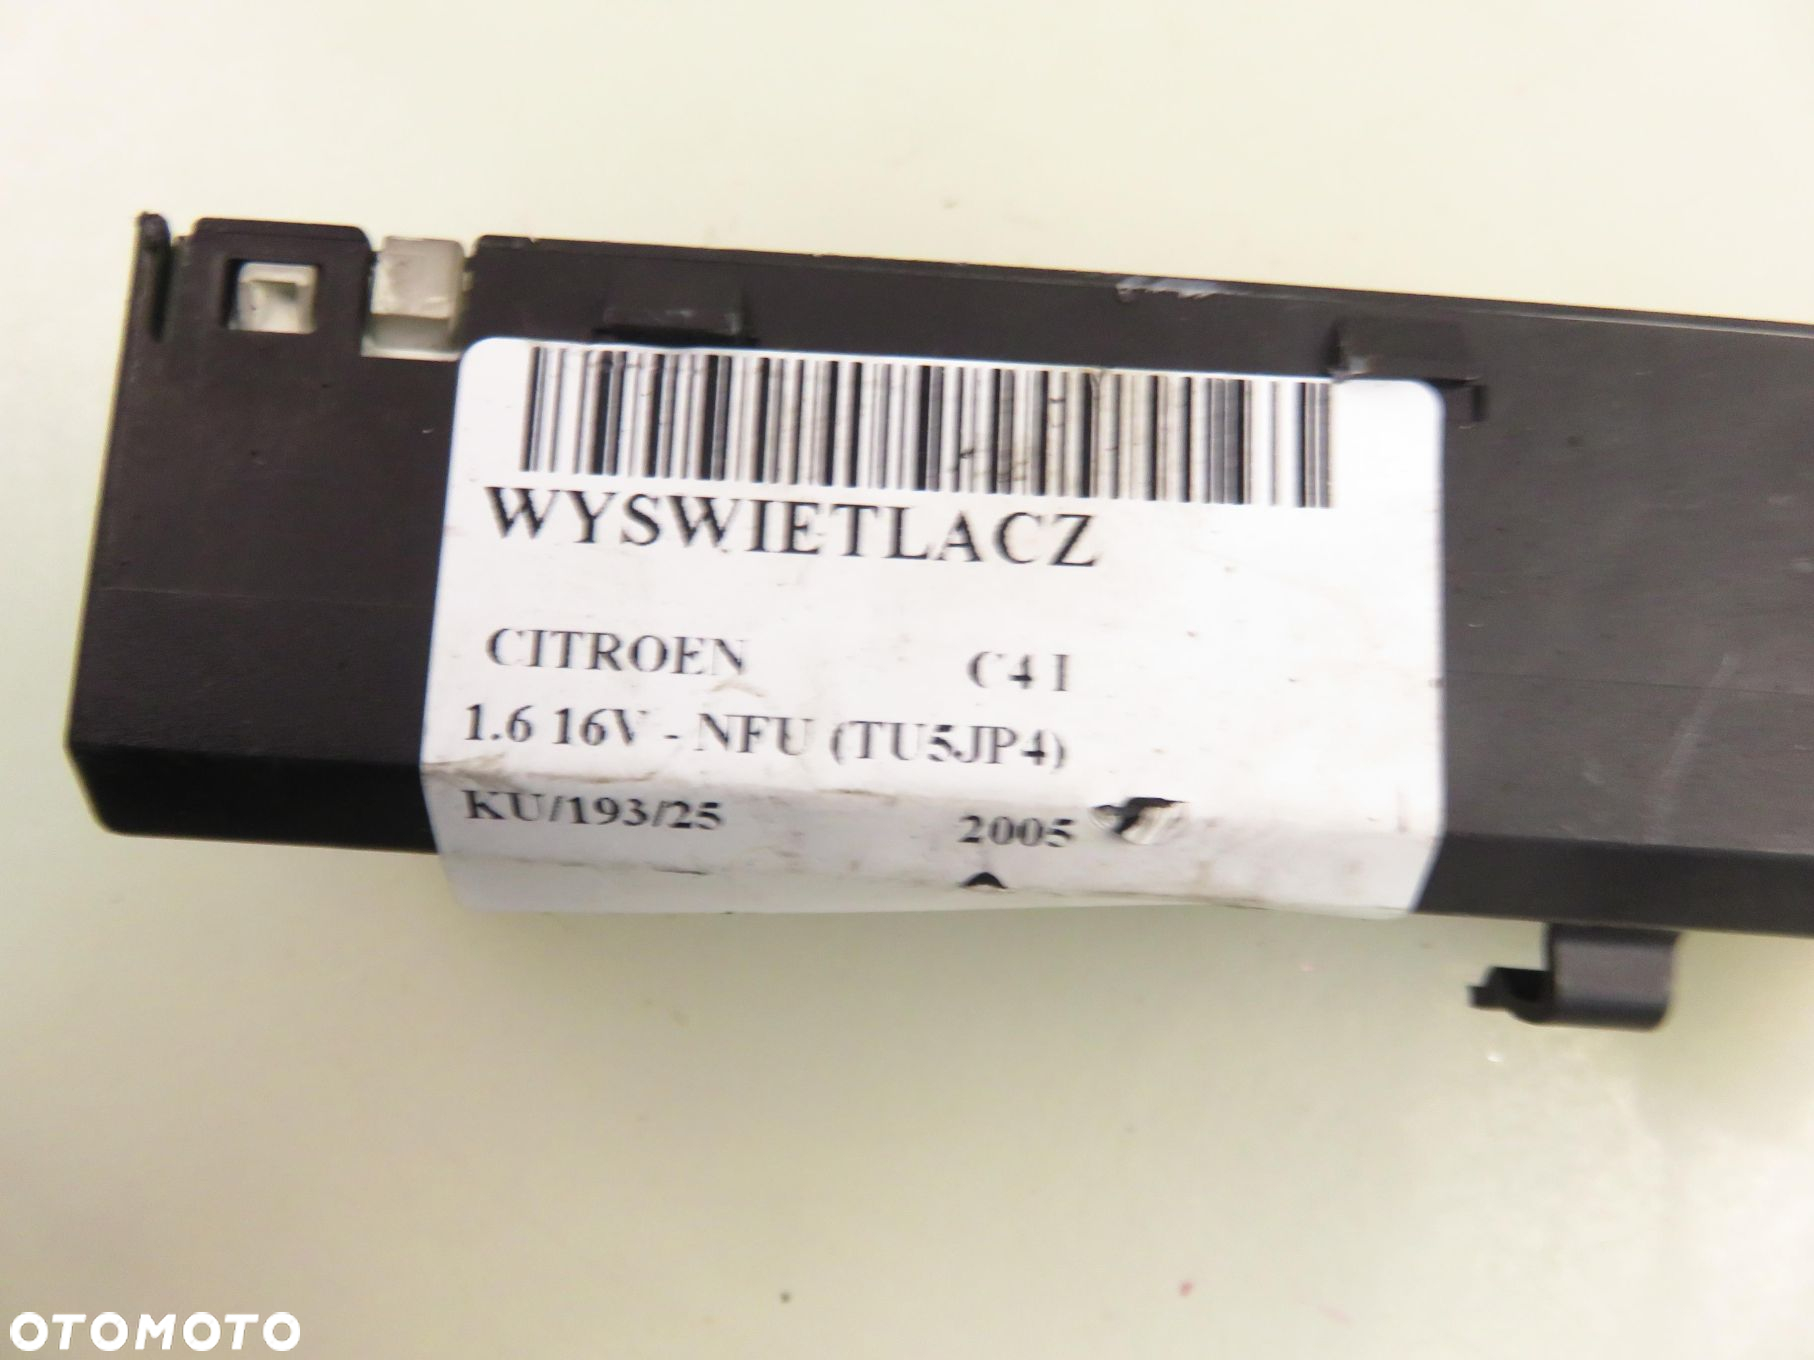 WYSWIETLACZ
CITROEN C4 I
1.6 16V - NFU (TU5JP4)
KU/193/25 2005
OTOMOTO